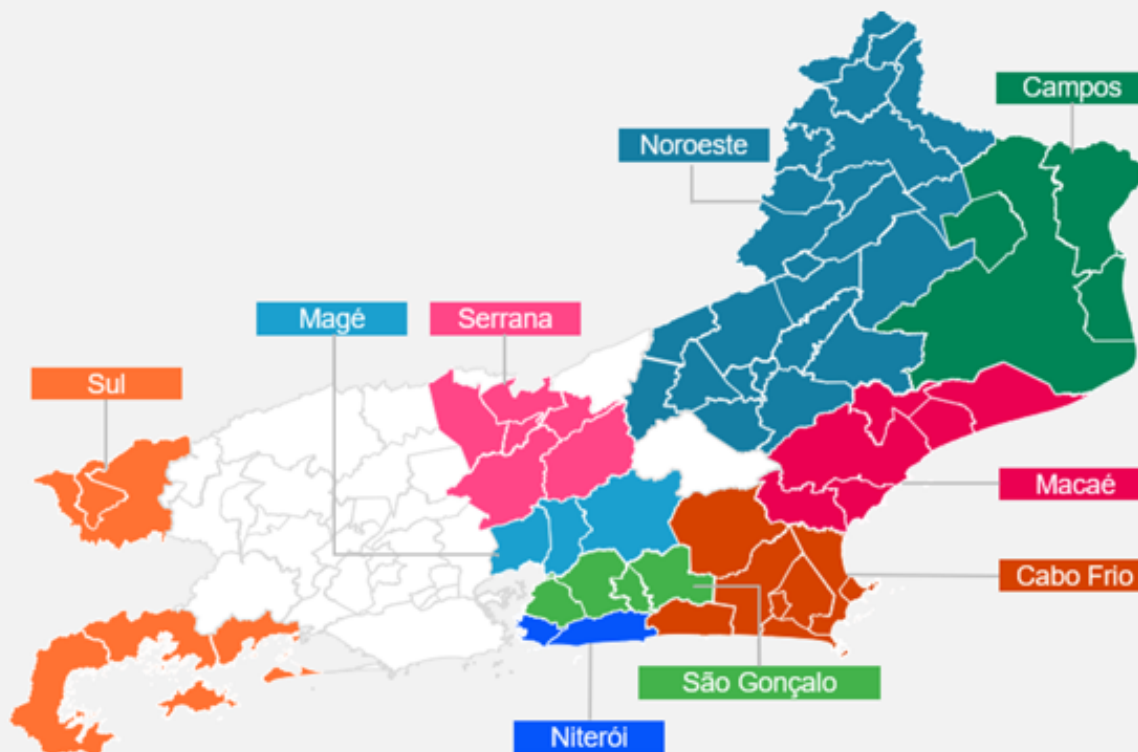 Campos
Noroeste
Magé
Serrana
Sul
Macaé
Cabo Frio
São Gonçalo
Niterói